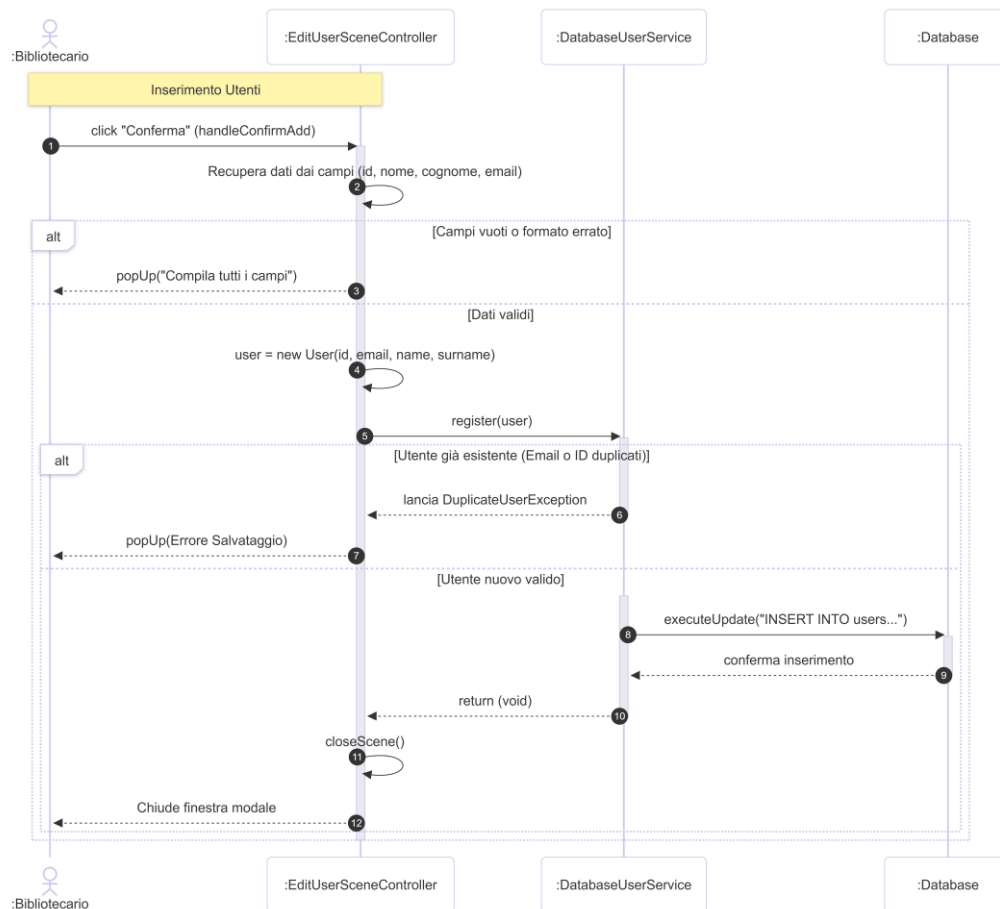 :Bibliotecario
:EditUserSceneController
:DatabaseUserService
:Database
Inserimento Utenti
click "Conferma" (handleConfirmAdd)
1
Recupera dati dai campi (id, nome, cognome, email)
2
alt
[Campi vuoti o formato errato]
popUp("Compila tutti i campi")
3
[Dati validi]
user = new User(id, email, name, surname)
4
register(user)
5
alt
[Utente già esistente (Email o ID duplicati)]
lancia DuplicateUserException
6
popUp(Errore Salvataggio)
7
[Utente nuovo valido]
executeUpdate("INSERT INTO users...")
8
conferma inserimento
9
return (void)
10
closeScene()
11
Chiude finestra modale
12
:Bibliotecario
:EditUserSceneController
:DatabaseUserService
:Database